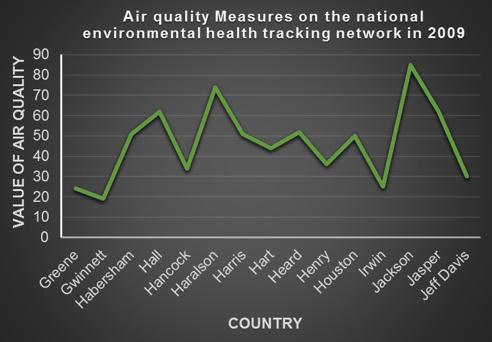 Air quality Measures on the national
environmental health tracking network in 2009
VALUE OF AIR QUALITY
90
80
70
60
50
40
30
20
10
0
Greene
Gwinnett
Habersham
Hall
Hancock
Haralson
Harris
Hart
Heard
Henry
Houston
Irwin
Jackson
Jasper
Jeff Davis
COUNTRY